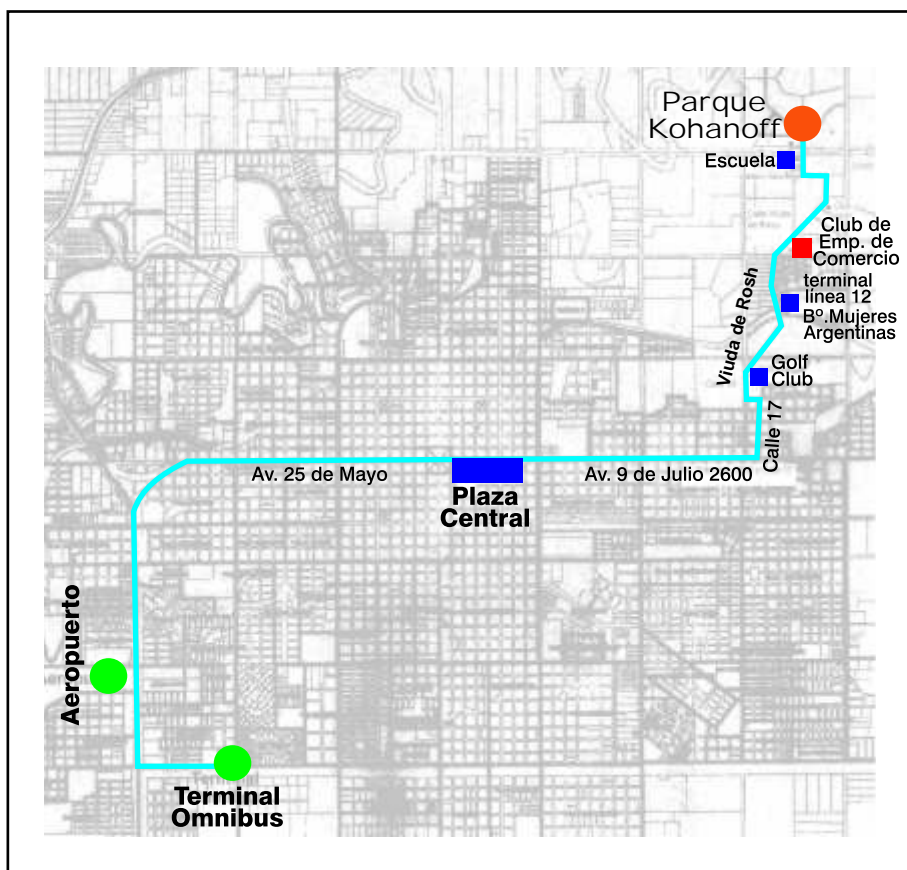 Parque
Kohanoff
Escuela
Club de
Emp. de
Comercio
terminal
línea 12
Bº.Mujeres
Argentinas
Viuda de Rosh
Golf
Club
Calle 17
Av. 25 de Mayo
Av. 9 de Julio 2600
Plaza
Central
Aeropuerto
Terminal
Omnibus